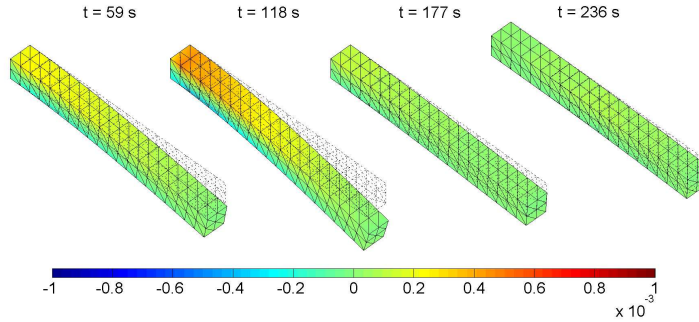 t = 59 s t = 118 s t = 177 s t = 236 s
-1 -0.8 -0.6 -0.4 -0.2 0 0.2 0.4 0.6 0.8 1
x 10⁻³